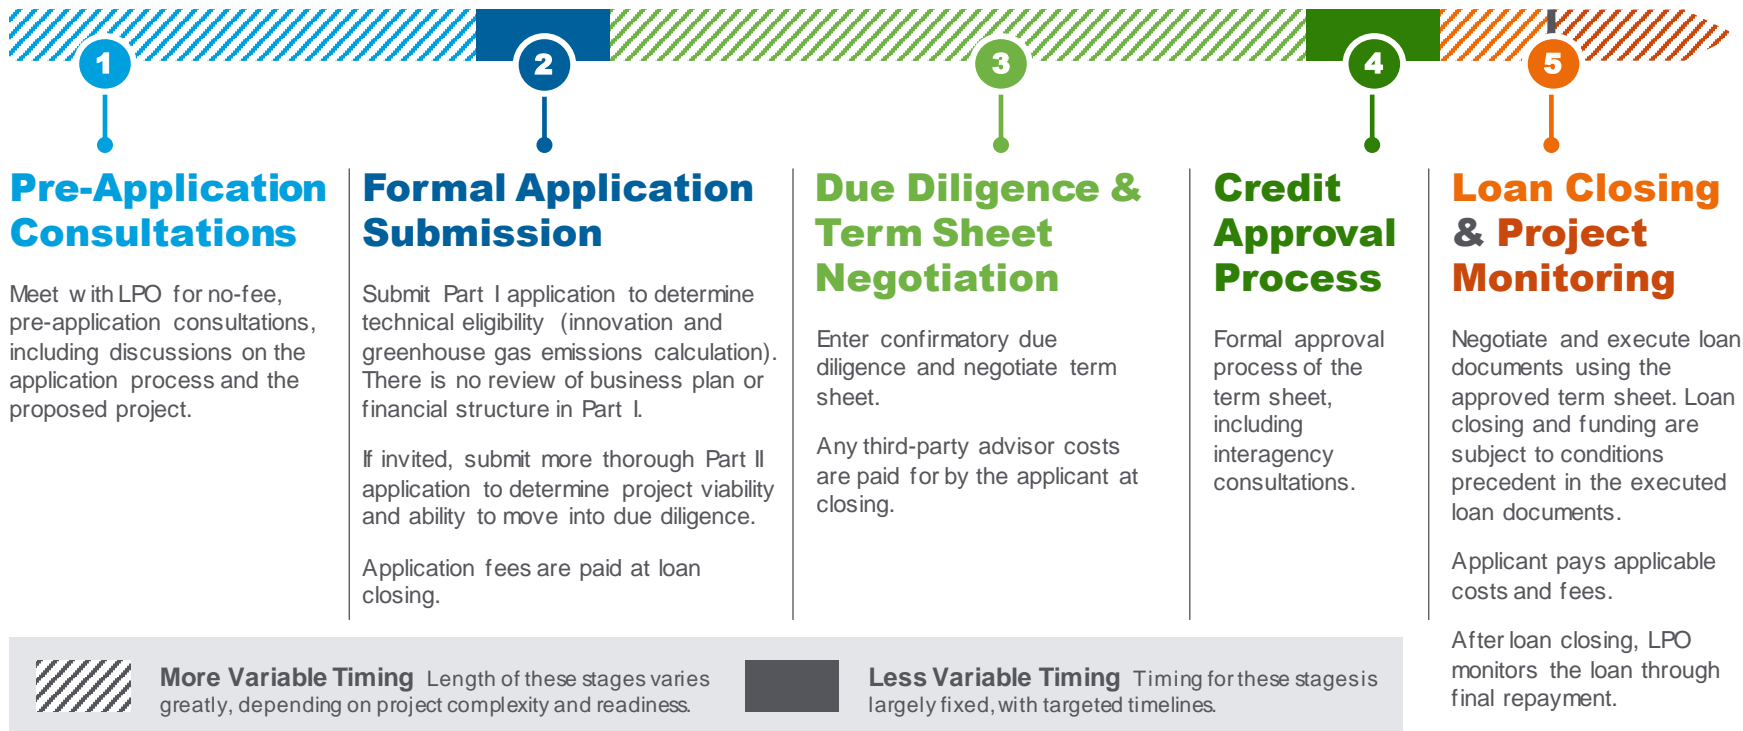 1
2
3
4
5
Pre-Application
Consultations
Meet with LPO for no-fee,
pre-application consultations,
including discussions on the
application process and the
proposed project.
Formal Application
Submission
Submit Part I application to determine
technical eligibility (innovation and
greenhouse gas emissions calculation).
There is no review of business plan or
financial structure in Part I.
If invited, submit more thorough Part II
application to determine project viability
and ability to move into due diligence.
Application fees are paid at loan
closing.
Due Diligence &
Term Sheet
Negotiation
Enter confirmatory due
diligence and negotiate term
sheet.
Any third-party advisor costs
are paid for by the applicant at
closing.
Credit
Approval
Process
Formal approval
process of the
term sheet,
including
interagency
consultations.
Loan Closing
& Project
Monitoring
Negotiate and execute loan
documents using the
approved term sheet. Loan
closing and funding are
subject to conditions
precedent in the executed
loan documents.
Applicant pays applicable
costs and fees.
After loan closing, LPO
monitors the loan through
final repayment.
More Variable Timing Length of these stages varies
greatly, depending on project complexity and readiness.
Less Variable Timing Timing for these stages is
largely fixed, with targeted timelines.